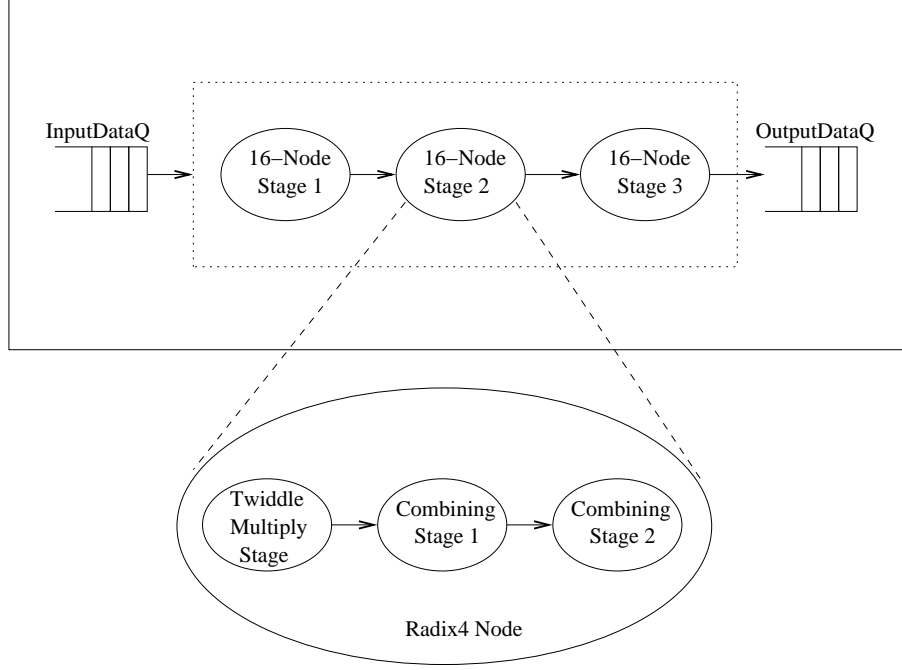 InputDataQ
16−Node
Stage 1
16−Node
Stage 2
16−Node
Stage 3
OutputDataQ
Twiddle
Multiply
Stage
Combining
Stage 1
Combining
Stage 2
Radix4 Node